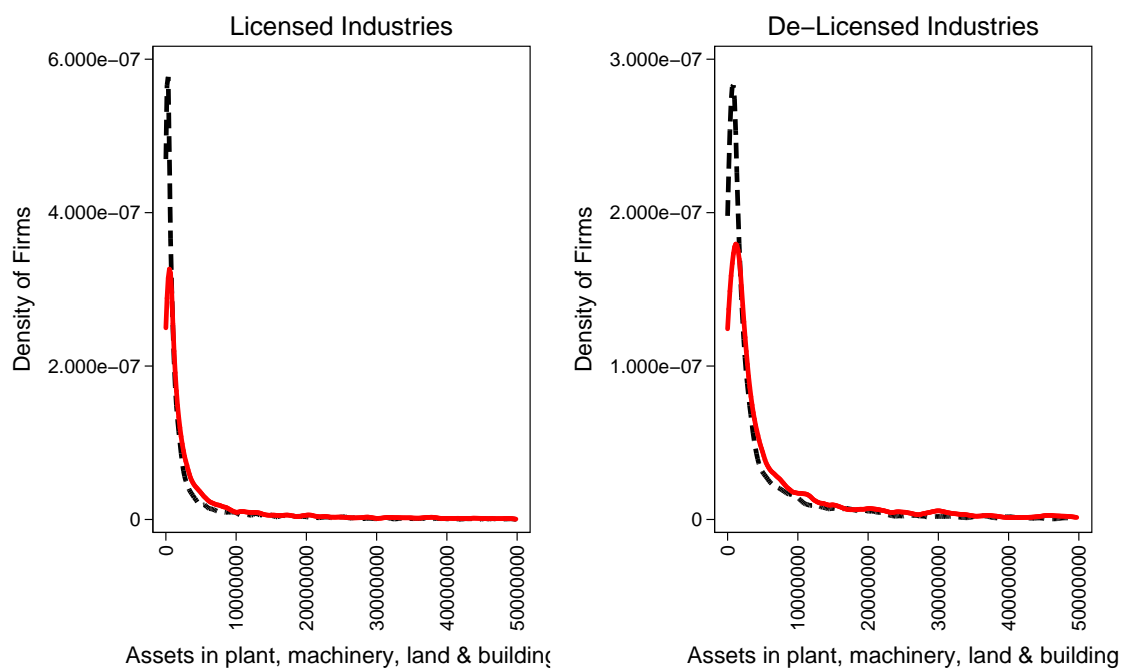 Licensed Industries
Density of Firms
6.000e−07
4.000e−07
2.000e−07
0
0
10000000
20000000
30000000
40000000
50000000
Assets in plant, machinery, land & building
De−Licensed Industries
Density of Firms
3.000e−07
2.000e−07
1.000e−07
0
0
10000000
20000000
30000000
40000000
50000000
Assets in plant, machinery, land & building